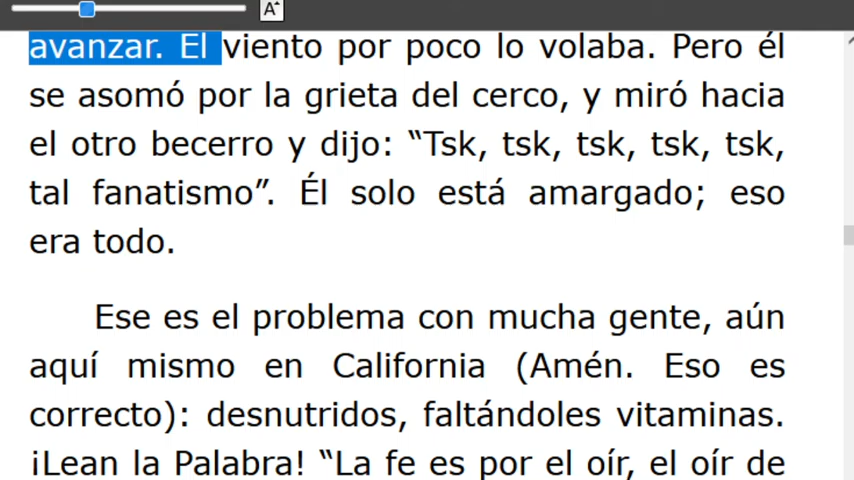 A
avanzar. El viento por poco lo volaba. Pero él
se asomó por la grieta del cerco, y miró hacia
el otro becerro y dijo: “Tsk, tsk, tsk, tsk, tsk,
tal fanatismo”. Él solo está amargado; eso
era todo.
Ese es el problema con mucha gente, aún
aquí mismo en California (Amén. Eso es
correcto): desnutridos, faltándoles vitaminas.
¡Lean la Palabra! “La fe es por el oír, el oír de